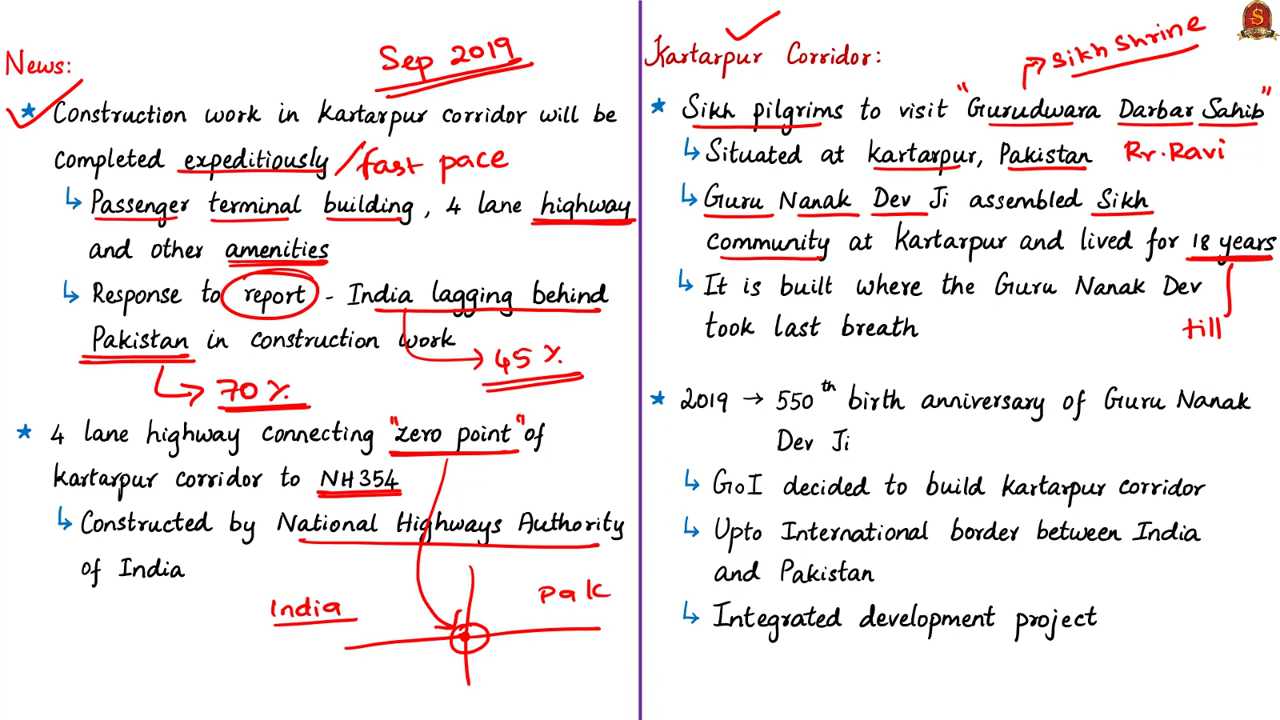 News:
Sep 2019
* Construction work in Kartarpur corridor will be
completed expeditiously / fast pace
↳ Passenger terminal building, 4 lane highway
and other amenities
↳ Response to report - India lagging behind
Pakistan in construction work
→ 45 %
→ 70 %
* 4 lane highway connecting "zero point" of
Kartarpur corridor to NH354
↳ Constructed by National Highways Authority
of India
India
Pak
Kartarpur Corridor:
→ Sikh Shrine
* Sikh pilgrims to visit "Gurudwara Darbar Sahib"
↳ Situated at Kartarpur, Pakistan Rr. Ravi
↳ Guru Nanak Dev Ji assembled Sikh
community at Kartarpur and lived for 18 years
till
↳ It is built where the Guru Nanak Dev
took last breath
* 2019 → 550th birth anniversary of Guru Nanak
Dev Ji
↳ GoI decided to build Kartarpur corridor
↳ Upto International border between India
and Pakistan
↳ Integrated development project
S